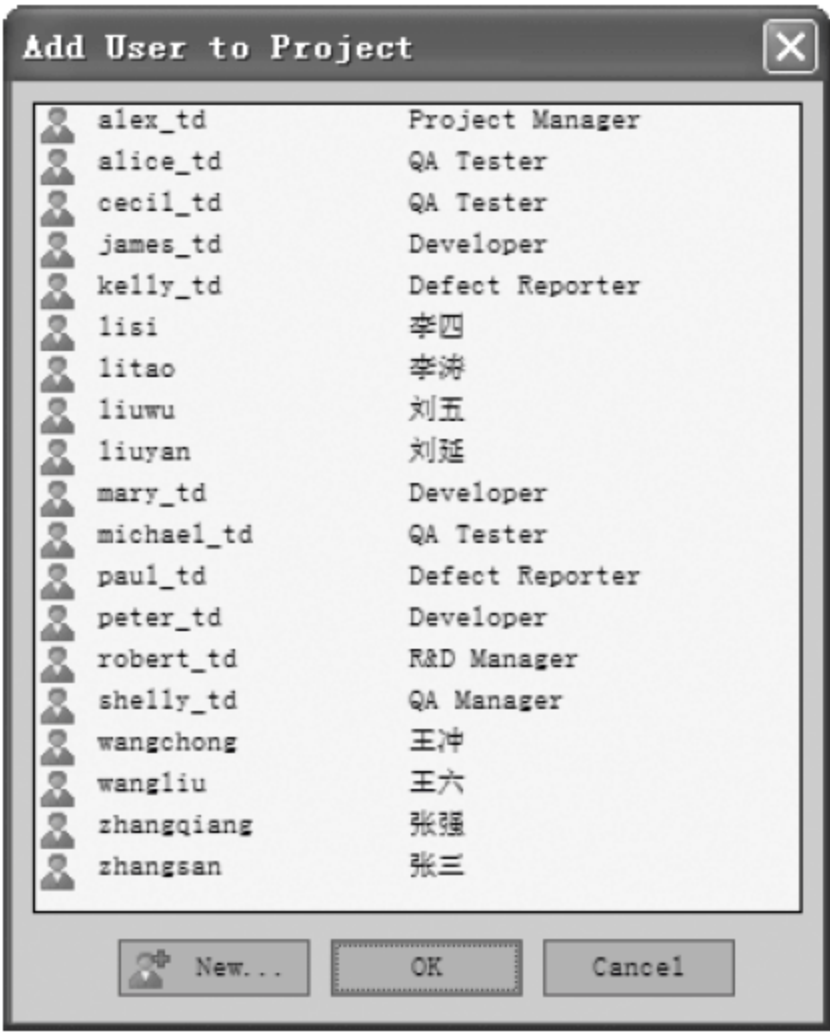 Add User to Project
alex_td Project Manager
alice_td QA Tester
cecil_td QA Tester
james_td Developer
kelly_td Defect Reporter
lisi 李四
litao 李涛
liuwu 刘五
liuyan 刘延
mary_td Developer
michael_td QA Tester
paul_td Defect Reporter
peter_td Developer
robert_td R&D Manager
shelly_td QA Manager
wangchong 王冲
wangliu 王六
zhangqiang 张强
zhangsan 张三
New... OK Cancel